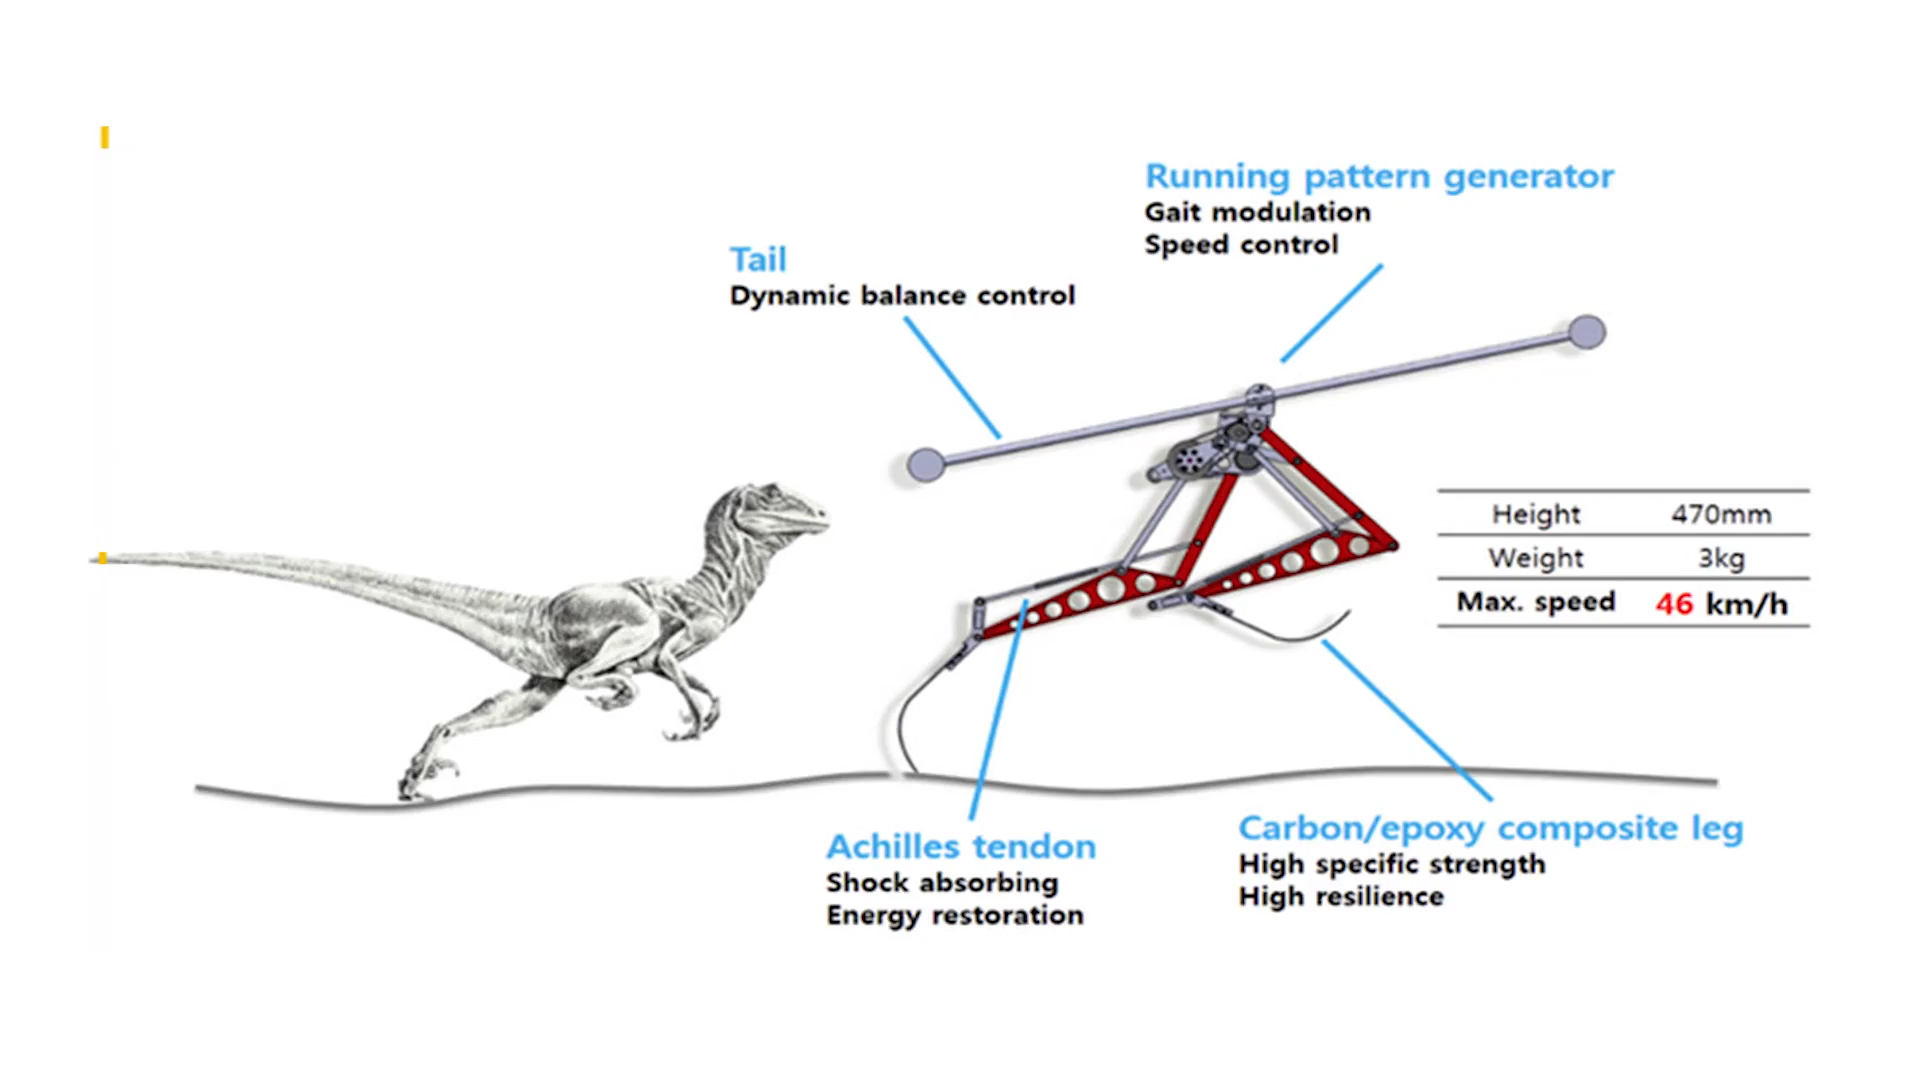 Running pattern generator
Gait modulation
Speed control
Tail
Dynamic balance control
Height 470mm
Weight 3kg
Max. speed 46 km/h
Achilles tendon
Shock absorbing
Energy restoration
Carbon/epoxy composite leg
High specific strength
High resilience